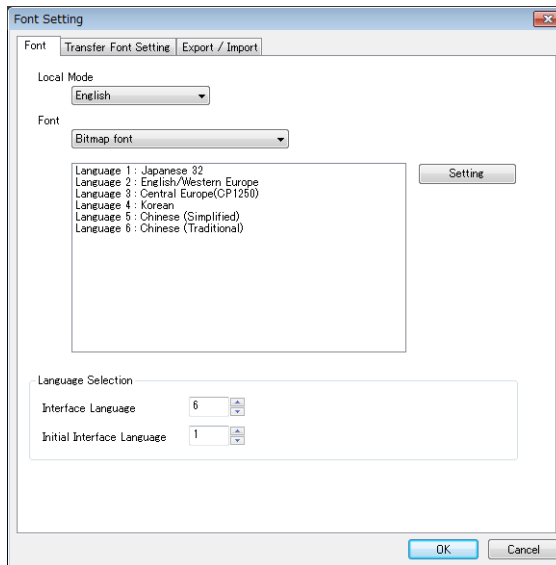 Font Setting
Font Transfer Font Setting Export / Import
Local Mode
English
Font
Bitmap font
Language 1 : Japanese 32
Language 2 : English/Western Europe
Language 3 : Central Europe(CP1250)
Language 4 : Korean
Language 5 : Chinese (Simplified)
Language 6 : Chinese (Traditional)
Setting
Language Selection
Interface Language 6
Initial Interface Language 1
OK Cancel